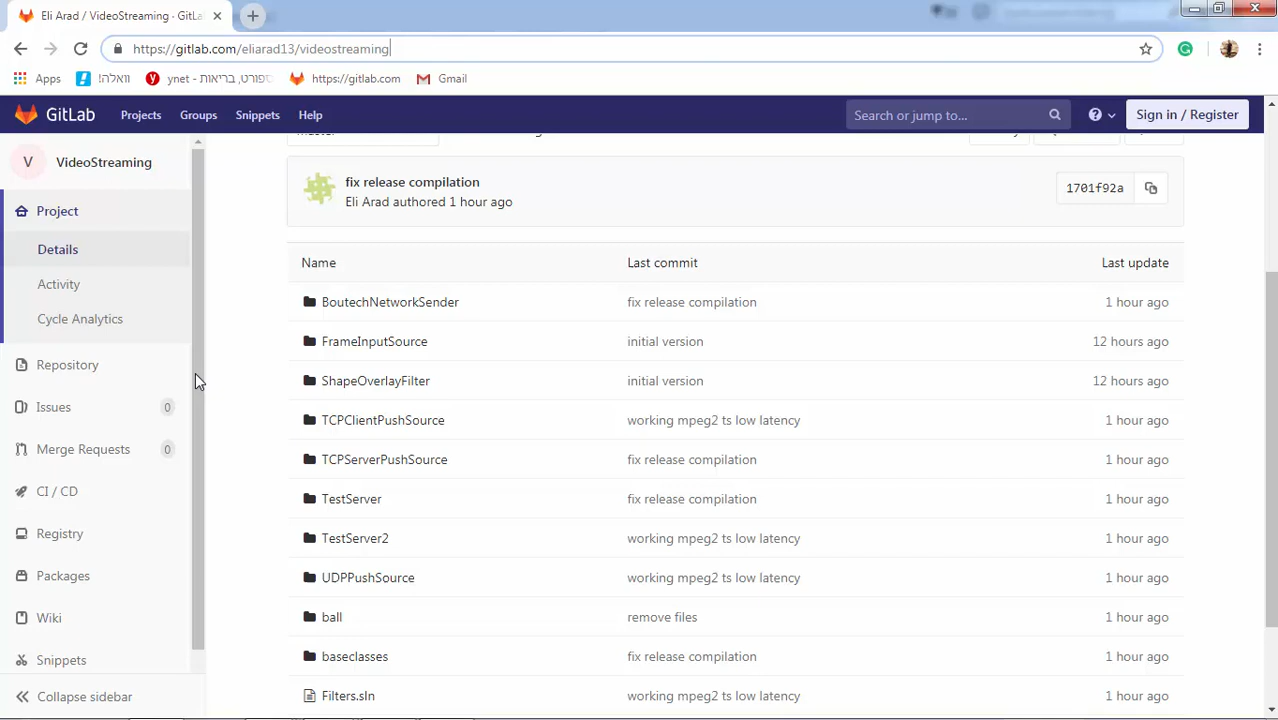 Eli Arad / VideoStreaming · GitLa
https://gitlab.com/eliarad13/videostreaming
Apps
וואלה!
ynet - ספורט, בריאות
https://gitlab.com
Gmail
GitLab
Projects
Groups
Snippets
Help
Search or jump to...
Sign in / Register
V
VideoStreaming
Project
Details
Activity
Cycle Analytics
Repository
Issues 0
Merge Requests 0
CI / CD
Registry
Packages
Wiki
Snippets
Collapse sidebar
fix release compilation
Eli Arad authored 1 hour ago
1701f92a
Name Last commit Last update
BoutechNetworkSender fix release compilation 1 hour ago
FrameInputSource initial version 12 hours ago
ShapeOverlayFilter initial version 12 hours ago
TCPClientPushSource working mpeg2 ts low latency 1 hour ago
TCPServerPushSource fix release compilation 1 hour ago
TestServer fix release compilation 1 hour ago
TestServer2 working mpeg2 ts low latency 1 hour ago
UDPPushSource working mpeg2 ts low latency 1 hour ago
ball remove files 1 hour ago
baseclasses fix release compilation 1 hour ago
Filters.sln working mpeg2 ts low latency 1 hour ago